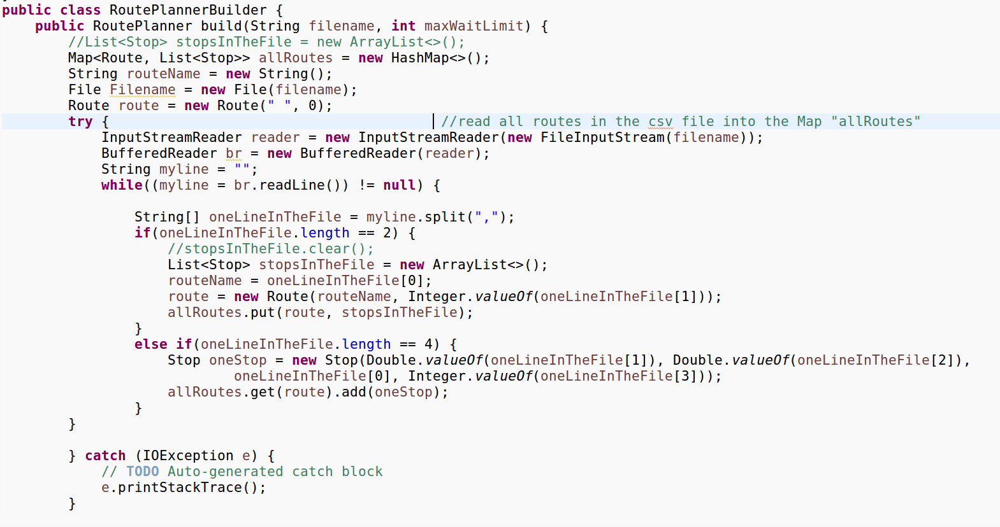 public class RoutePlannerBuilder {
    public RoutePlanner build(String filename, int maxWaitLimit) {
        //List<Stop> stopsInTheFile = new ArrayList<>();
        Map<Route, List<Stop>> allRoutes = new HashMap<>();
        String routeName = new String();
        File Filename = new File(filename);
        Route route = new Route(" ", 0);
        try {                                        //read all routes in the csv file into the Map "allRoutes"
            InputStreamReader reader = new InputStreamReader(new FileInputStream(filename));
            BufferedReader br = new BufferedReader(reader);
            String myline = "";
            while((myline = br.readLine()) != null) {

                String[] oneLineInTheFile = myline.split(",");
                if(oneLineInTheFile.length == 2) {
                    //stopsInTheFile.clear();
                    List<Stop> stopsInTheFile = new ArrayList<>();
                    routeName = oneLineInTheFile[0];
                    route = new Route(routeName, Integer.valueOf(oneLineInTheFile[1]));
                    allRoutes.put(route, stopsInTheFile);
                }
                else if(oneLineInTheFile.length == 4) {
                    Stop oneStop = new Stop(Double.valueOf(oneLineInTheFile[1]), Double.valueOf(oneLineInTheFile[2]),
                            oneLineInTheFile[0], Integer.valueOf(oneLineInTheFile[3]));
                    allRoutes.get(route).add(oneStop);
                }
        }

        } catch (IOException e) {
            // TODO Auto-generated catch block
            e.printStackTrace();
        }